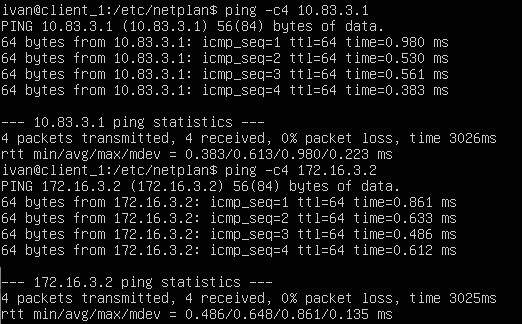 ivan@client_1:/etc/netplan$ ping -c4 10.83.3.1
PING 10.83.3.1 (10.83.3.1) 56(84) bytes of data.
64 bytes from 10.83.3.1: icmp_seq=1 ttl=64 time=0.980 ms
64 bytes from 10.83.3.1: icmp_seq=2 ttl=64 time=0.530 ms
64 bytes from 10.83.3.1: icmp_seq=3 ttl=64 time=0.561 ms
64 bytes from 10.83.3.1: icmp_seq=4 ttl=64 time=0.383 ms

--- 10.83.3.1 ping statistics ---
4 packets transmitted, 4 received, 0% packet loss, time 3026ms
rtt min/avg/max/mdev = 0.383/0.613/0.980/0.223 ms
ivan@client_1:/etc/netplan$ ping -c4 172.16.3.2
PING 172.16.3.2 (172.16.3.2) 56(84) bytes of data.
64 bytes from 172.16.3.2: icmp_seq=1 ttl=64 time=0.861 ms
64 bytes from 172.16.3.2: icmp_seq=2 ttl=64 time=0.633 ms
64 bytes from 172.16.3.2: icmp_seq=3 ttl=64 time=0.486 ms
64 bytes from 172.16.3.2: icmp_seq=4 ttl=64 time=0.612 ms

--- 172.16.3.2 ping statistics ---
4 packets transmitted, 4 received, 0% packet loss, time 3025ms
rtt min/avg/max/mdev = 0.486/0.648/0.861/0.135 ms